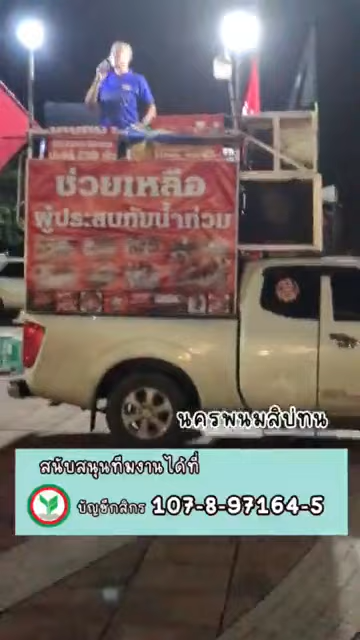 ช่วยเหลือ
ผู้ประสบภัยน้ำท่วม
นครพนมสิปทน
สนับสนุนทีมงานได้ที่
บัญชีกสิกร 107-8-97164-5